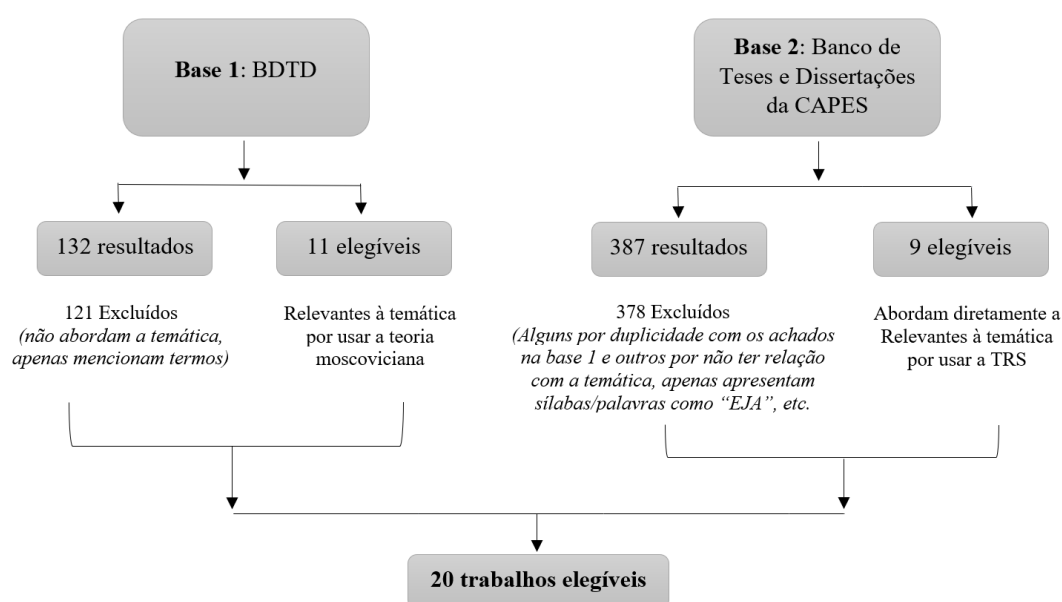 Base 1: BDTD
Base 2: Banco de
Teses e Dissertações
da CAPES
132 resultados
11 elegíveis
387 resultados
9 elegíveis
121 Excluídos
(não abordam a temática,
apenas mencionam termos)
Relevantes à temática
por usar a teoria
moscoviciana
378 Excluídos
(Alguns por duplicidade com os achados
na base 1 e outros por não ter relação
com a temática, apenas apresentam
sílabas/palavras como “EJA”, etc.
Abordam diretamente a
Relevantes à temática
por usar a TRS
20 trabalhos elegíveis